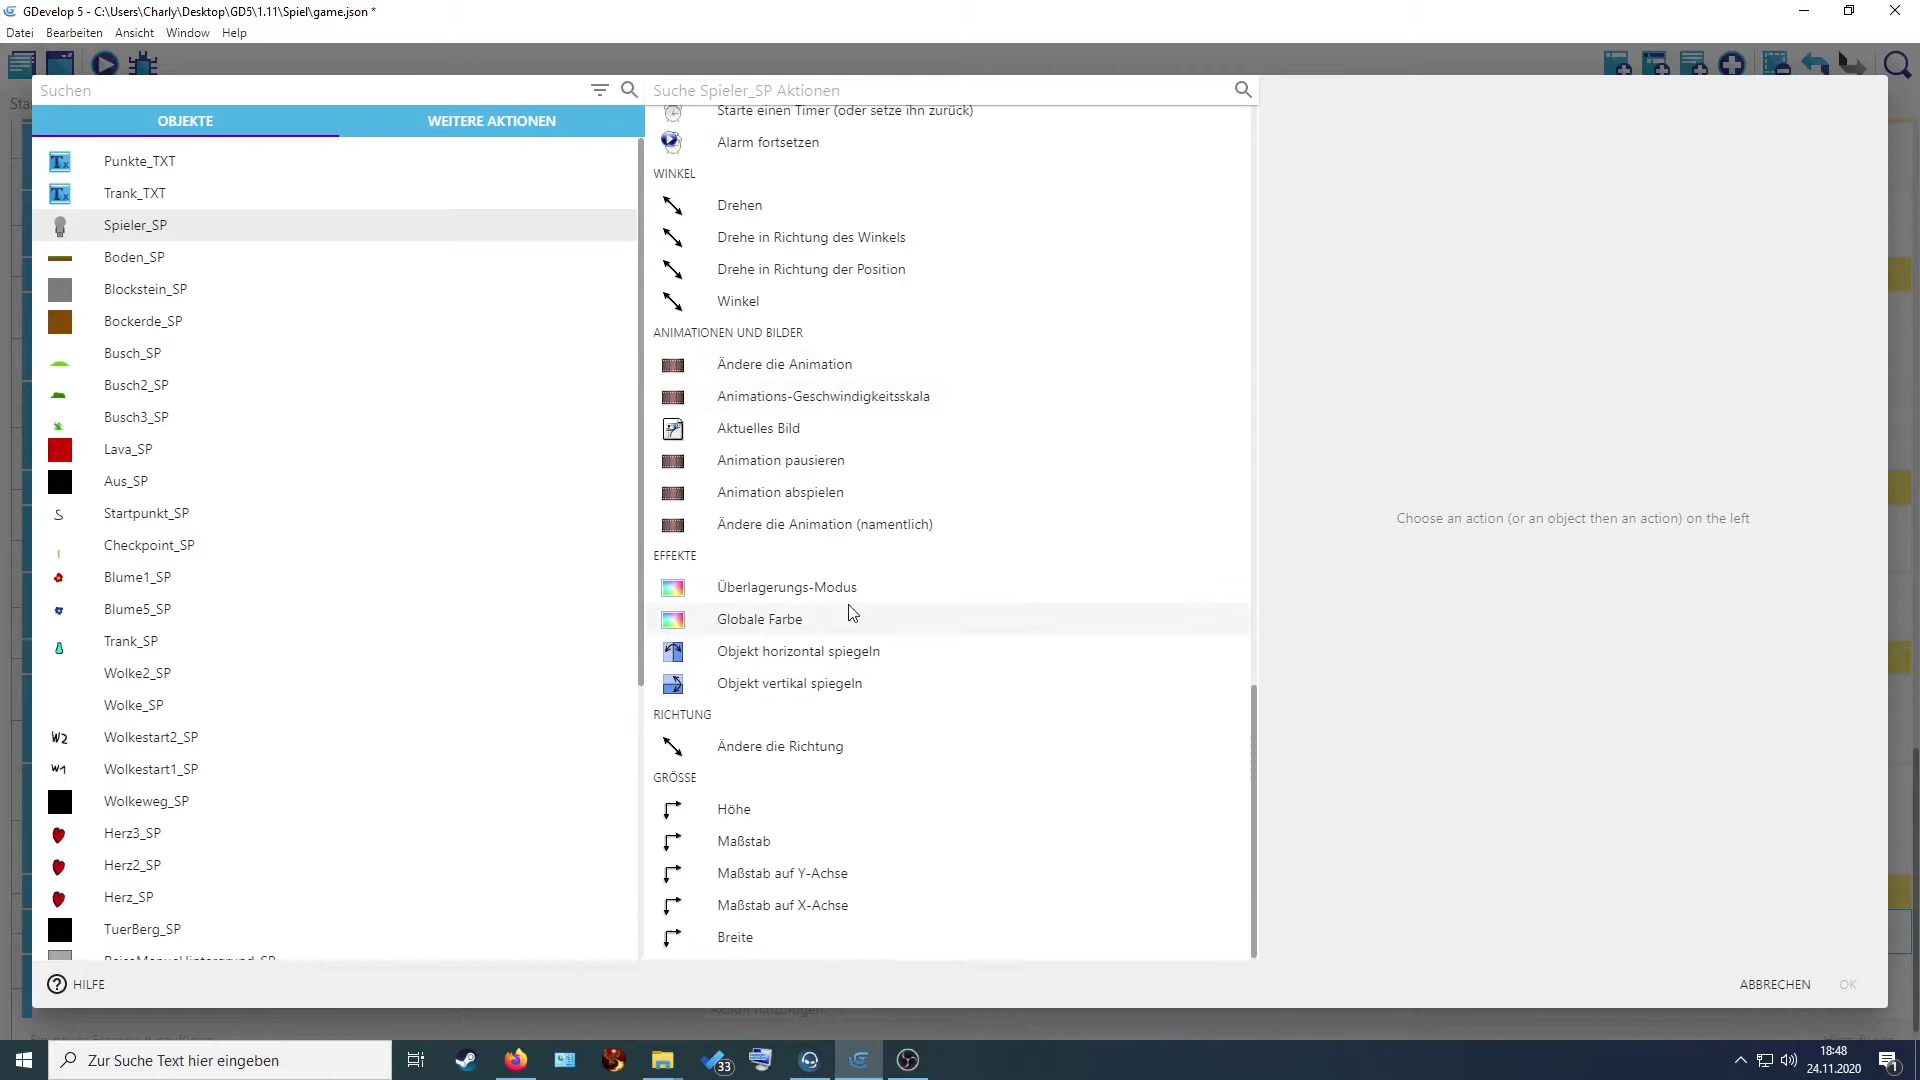 GDevelop 5 - C:\Users\Charly\Desktop\GD5\1.11\Spiel\game.json *
Datei Bearbeiten Ansicht Window Help
Suchen
OBJEKTE
WEITERE AKTIONEN
Punkte_TXT
Trank_TXT
Spieler_SP
Boden_SP
Blockstein_SP
Bockerde_SP
Busch_SP
Busch2_SP
Busch3_SP
Lava_SP
Aus_SP
Startpunkt_SP
Checkpoint_SP
Blume1_SP
Blume5_SP
Trank_SP
Wolke2_SP
Wolke_SP
W2 Wolkestart2_SP
W1 Wolkestart1_SP
Wolkeweg_SP
Herz3_SP
Herz2_SP
Herz_SP
TuerBerg_SP
Suche Spieler_SP Aktionen
Starte einen Timer (oder setze ihn zurück)
Alarm fortsetzen
WINKEL
Drehen
Drehe in Richtung des Winkels
Drehe in Richtung der Position
Winkel
ANIMATIONEN UND BILDER
Ändere die Animation
Animations-Geschwindigkeitsskala
Aktuelles Bild
Animation pausieren
Animation abspielen
Ändere die Animation (namentlich)
EFFEKTE
Überlagerungs-Modus
Globale Farbe
Objekt horizontal spiegeln
Objekt vertikal spiegeln
RICHTUNG
Ändere die Richtung
GRÖSSE
Höhe
Maßstab
Maßstab auf Y-Achse
Maßstab auf X-Achse
Breite
Choose an action (or an object then an action) on the left
HILFE
ABBRECHEN OK
Zur Suche Text hier eingeben
33
18:48
24.11.2020
1